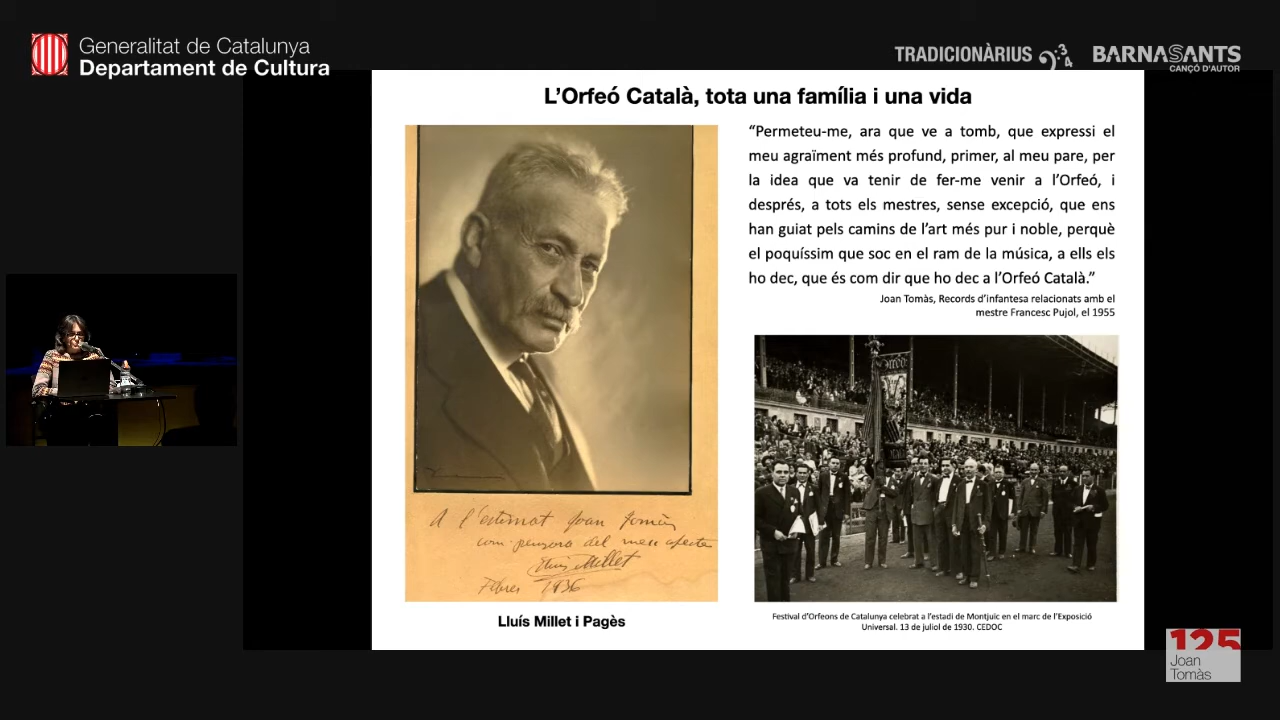 Generalitat de Catalunya
Departament de Cultura
TRADICIONÀRIUS
BARNASANTS
CANÇÓ D'AUTOR
L'Orfeó Català, tota una família i una vida
“Permeteu-me, ara que ve a tomb, que expressi el
meu agraïment més profund, primer, al meu pare, per
la idea que va tenir de fer-me venir a l'Orfeó, i
després, a tots els mestres, sense excepció, que ens
han guiat pels camins de l'art més pur i noble, perquè
el poquíssim que soc en el ram de la música, a ells els
ho dec, que és com dir que ho dec a l'Orfeó Català.”
Joan Tomàs, Records d'infantesa relacionats amb el
mestre Francesc Pujol, el 1955
A l'estimat Joan Tomàs
com penyora del meu afecte
Lluís Millet
Febrer 1936
Lluís Millet i Pagès
Festival d'Orfeons de Catalunya celebrat a l'estadi de Montjuïc en el marc de l'Exposició
Universal. 13 de juliol de 1930. CEDOC
125
Joan
Tomàs